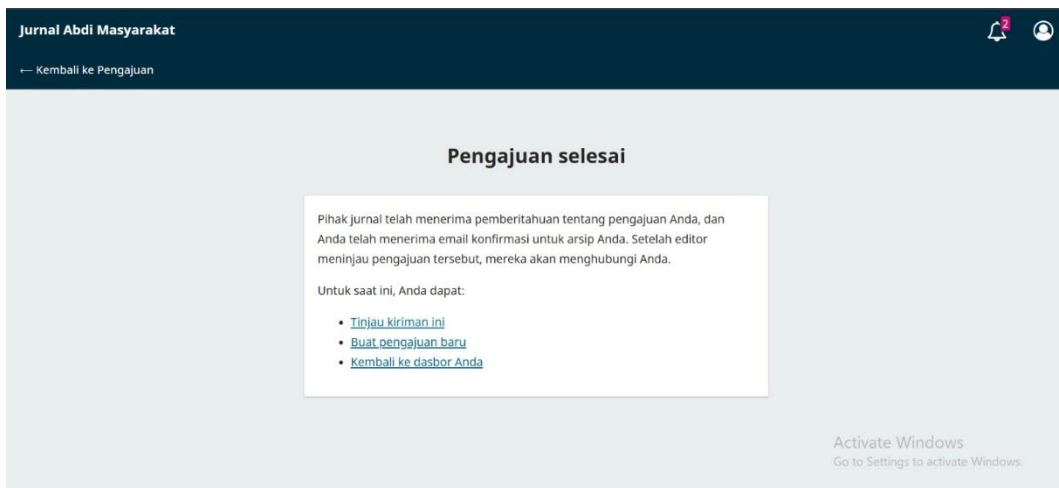 Jurnal Abdi Masyarakat
2
← Kembali ke Pengajuan
Pengajuan selesai
Pihak jurnal telah menerima pemberitahuan tentang pengajuan Anda, dan
Anda telah menerima email konfirmasi untuk arsip Anda. Setelah editor
meninjau pengajuan tersebut, mereka akan menghubungi Anda.
Untuk saat ini, Anda dapat:
• Tinjau kiriman ini
• Buat pengajuan baru
• Kembali ke dasbor Anda
Activate Windows
Go to Settings to activate Windows.